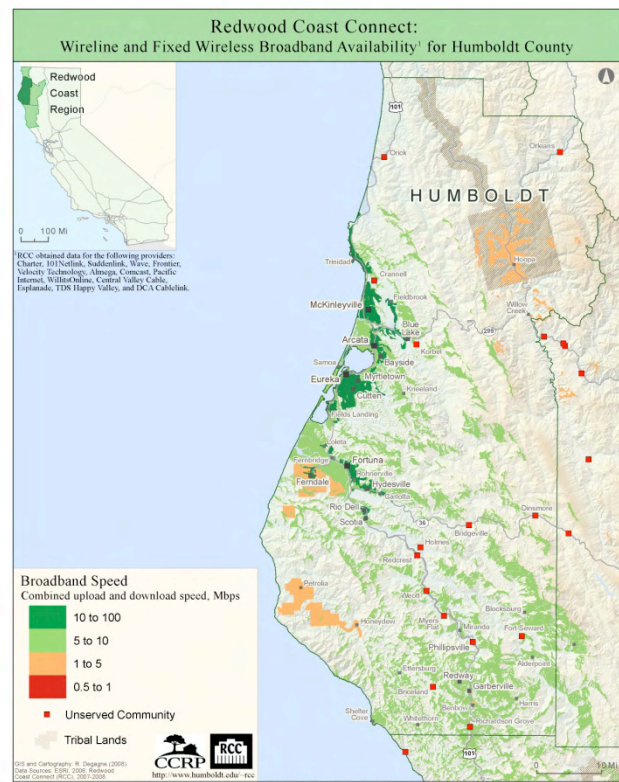 Redwood Coast Connect:
Wireline and Fixed Wireless Broadband Availability¹ for Humboldt County
Redwood
Coast
Region
0 100 Mi
¹RCC obtained data for the following providers:
Charter, 101Netlink, Suddenlink, Wave, Frontier,
Velocity Technology, Almega, Comcast, Pacific
Internet, WillitsOnline, Central Valley Cable,
Esplanade, TDS Happy Valley, and DCA Cablelink.
101
Orick
Orleans
HUMBOLDT
Hoopa
Trinidad
Crannell
Fieldbrook
McKinleyville
Willow
Creek
Blue
Lake
299
Arcata
Korbel
Bayside
Samoa
Eureka
Myrtletown
Kneeland
Cutten
Fields Landing
Loleta
Fernbridge
Fortuna
Rohnerville
Ferndale
Hydesville
Carlotta
Rio Dell
Scotia
36
Dinsmore
Bridgeville
Holmes
Redcrest
Petrolia
Weott
Honeydew
Myers
Flat
Miranda
Blocksburg
Fort Seward
Phillipsville
Alderpoint
Ettersburg
Redway
Briceland
Garberville
Benbow
Harris
Shelter
Cove
Whitethorn
Richardson Grove
101
0 10 Mi
Broadband Speed
Combined upload and download speed, Mbps
10 to 100
5 to 10
1 to 5
0.5 to 1
Unserved Community
Tribal Lands
GIS and Cartography: R. Degagne (2008)
Data Sources: ESRI, 2006; Redwood
Coast Connect (RCC), 2007-2008.
CCRP
RCC
http://www.humboldt.edu/~rcc